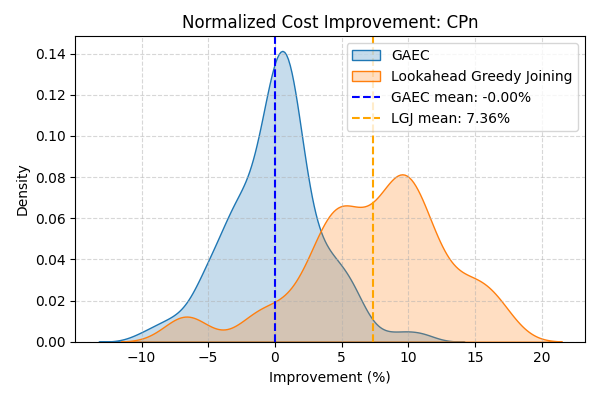 Normalized Cost Improvement: CPn
GAEC
Lookahead Greedy Joining
GAEC mean: -0.00%
LGJ mean: 7.36%
Density
0.14
0.12
0.10
0.08
0.06
0.04
0.02
0.00
−10
−5
0
5
10
15
20
Improvement (%)